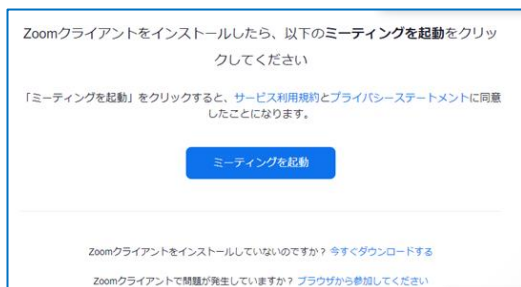 Zoomクライアントをインストールしたら、以下のミーティングを起動をクリッ
クしてください
「ミーティングを起動」をクリックすると、サービス利用規約とプライバシーステートメントに同意
したことになります。
ミーティングを起動
Zoomクライアントをインストールしていないのですか？今すぐダウンロードする
Zoomクライアントで問題が発生していますか？ブラウザから参加してください